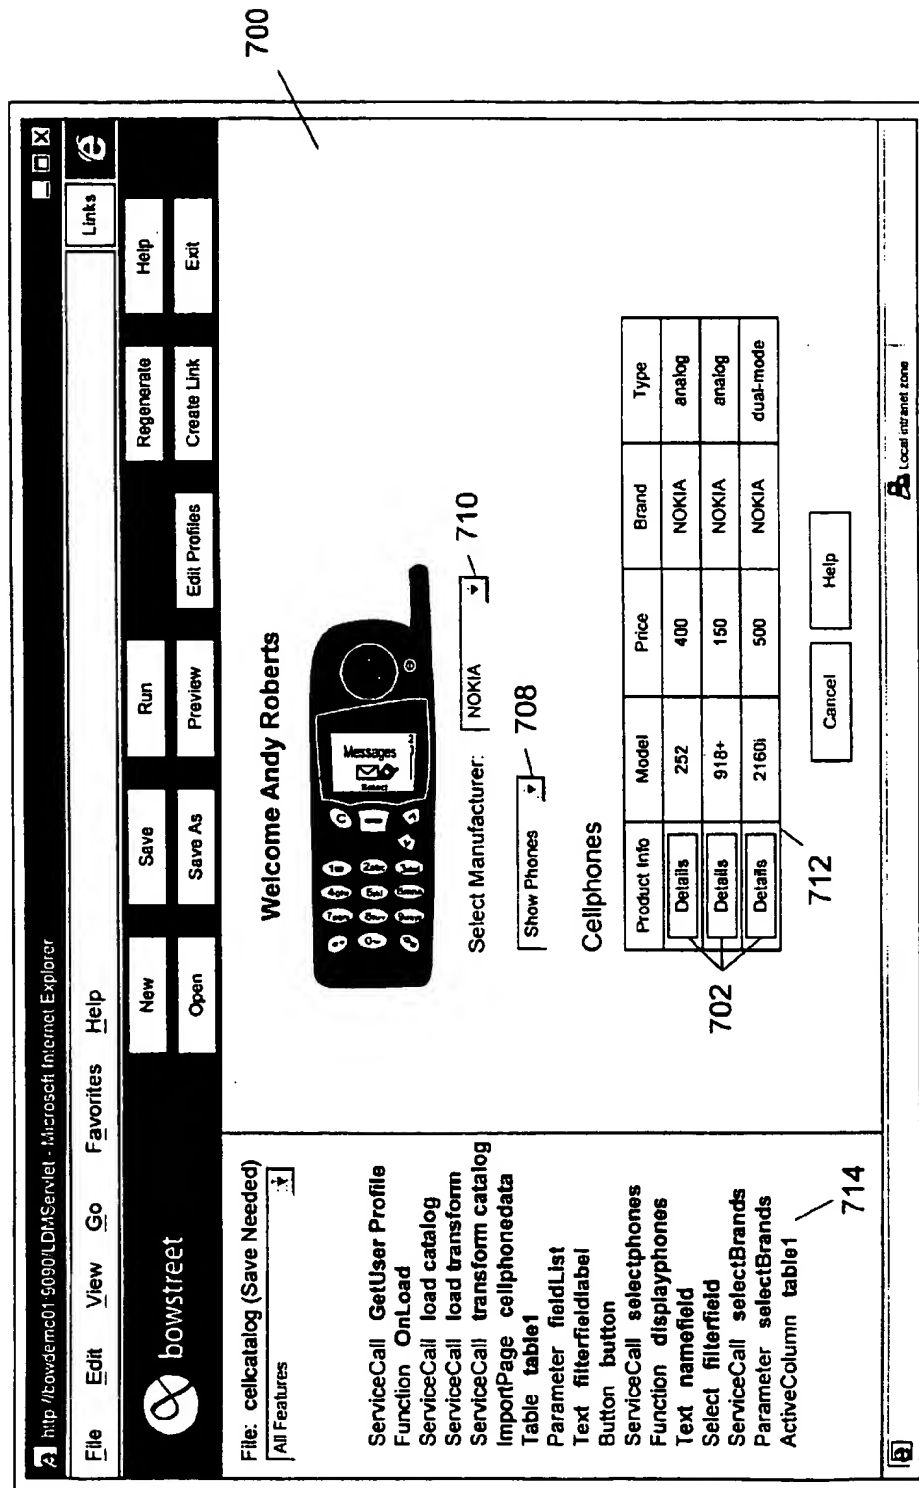 http://bowdemc01:9090/LDMServlet - Microsoft Internet Explorer
File Edit View Go Favorites Help
Links
bowstreet
New Save Run Regenerate Help
Open Save As Preview Edit Profiles Create Link Exit
File: cellcatalog (Save Needed)
All Features
ServiceCall GetUser Profile
Function OnLoad
ServiceCall load catalog
ServiceCall load transform
ServiceCall transform catalog
ImportPage cellphonedata
Table table1
Parameter fieldList
Text filterfieldlabel
Button button
ServiceCall selectphones
Function displayphones
Text namefield
Select filterfield
ServiceCall selectBrands
Parameter selectBrands
ActiveColumn table1
714
700
Welcome Andy Roberts
Messages
Select
Select Manufacturer:
NOKIA
710
Show Phones
708
Cellphones
Product Info Model Price Brand Type
Details 252 400 NOKIA analog
Details 918+ 150 NOKIA analog
Details 2160i 500 NOKIA dual-mode
702
712
Cancel Help
Local intranet zone